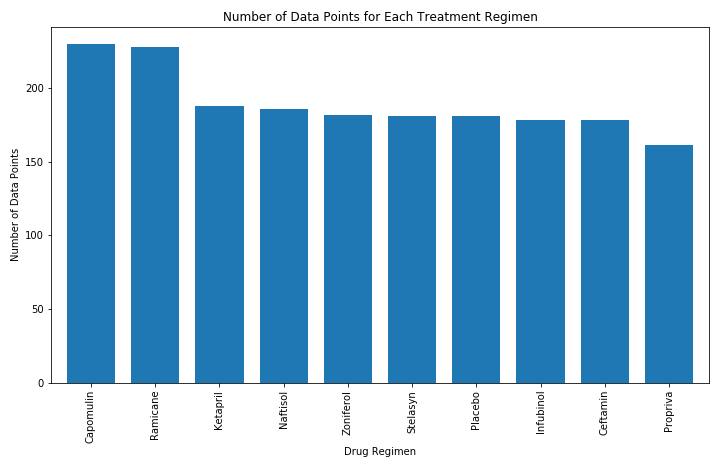 Number of Data Points for Each Treatment Regimen
Number of Data Points
200
150
100
50
0
Capomulin
Ramicane
Ketapril
Naftisol
Zoniferol
Stelasyn
Placebo
Infubinol
Ceftamin
Propriva
Drug Regimen